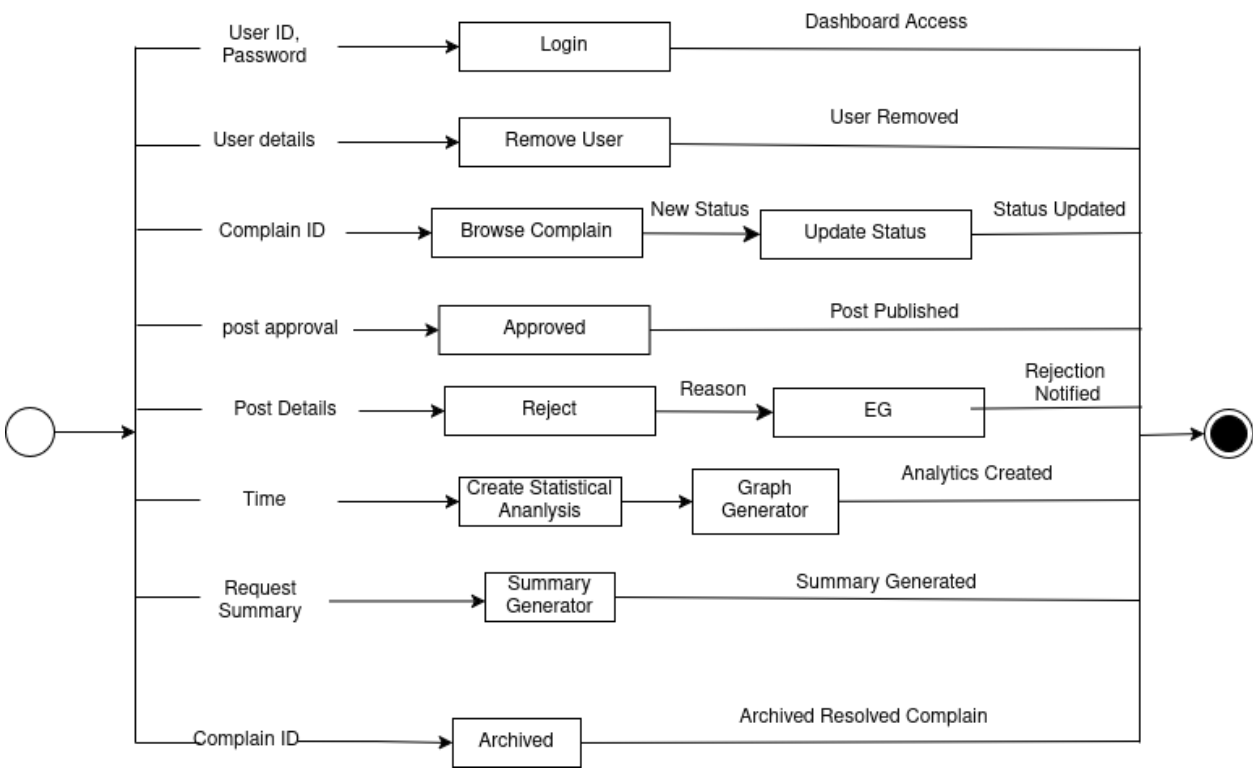 User ID,
Password
Login
Dashboard Access
User details
Remove User
User Removed
Complain ID
Browse Complain
New Status
Update Status
Status Updated
post approval
Approved
Post Published
Post Details
Reject
Reason
EG
Rejection
Notified
Time
Create Statistical
Ananlysis
Graph
Generator
Analytics Created
Request
Summary
Summary
Generator
Summary Generated
Complain ID
Archived
Archived Resolved Complain